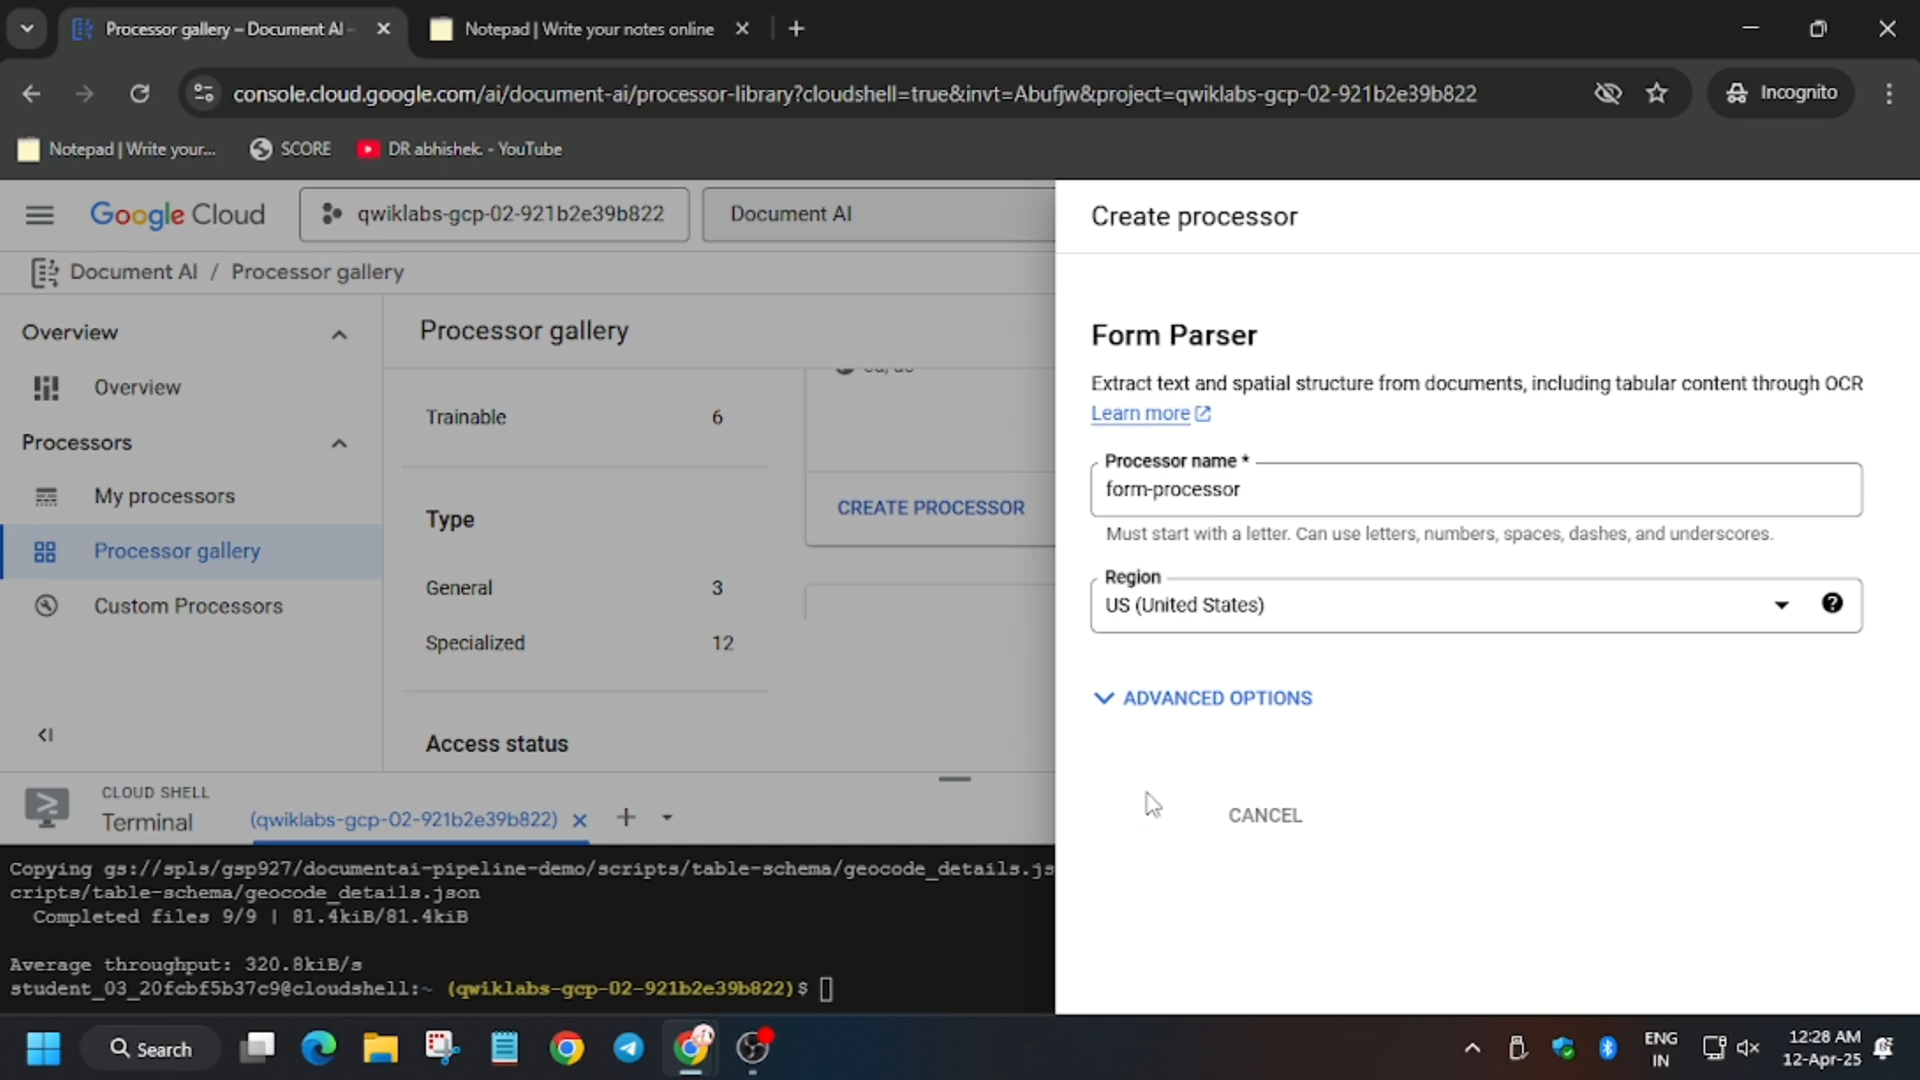 Processor gallery – Document AI –
Notepad | Write your notes online
console.cloud.google.com/ai/document-ai/processor-library?cloudshell=true&invt=Abufjw&project=qwiklabs-gcp-02-921b2e39b822
Incognito
Notepad | Write your...
SCORE
DR abhishek. - YouTube
Google Cloud
qwiklabs-gcp-02-921b2e39b822
Document AI
Create processor
Document AI / Processor gallery
Overview
Overview
Processors
My processors
Processor gallery
Custom Processors
Processor gallery
Trainable 6
Type
General 3
Specialized 12
Access status
CREATE PROCESSOR
Form Parser
Extract text and spatial structure from documents, including tabular content through OCR
Learn more
Processor name *
form-processor
Must start with a letter. Can use letters, numbers, spaces, dashes, and underscores.
Region
US (United States)
ADVANCED OPTIONS
CANCEL
CLOUD SHELL
Terminal
(qwiklabs-gcp-02-921b2e39b822)
Copying gs://spls/gsp927/documentai-pipeline-demo/scripts/table-schema/geocode_details.js
cripts/table-schema/geocode_details.json
Completed files 9/9 | 81.4kiB/81.4kiB
Average throughput: 320.8kiB/s
student_03_20fcbf5b37c9@cloudshell:~ (qwiklabs-gcp-02-921b2e39b822)$
Search
ENG
IN
12:28 AM
12-Apr-25